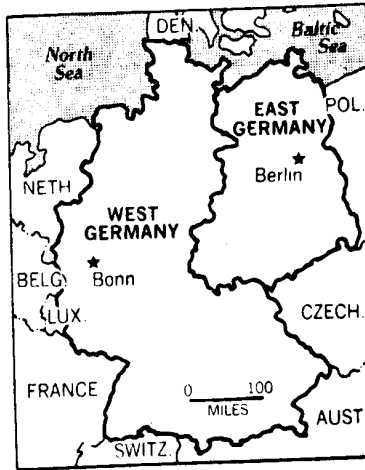 DEN.
North
Sea
Baltic
Sea
EAST
GERMANY
POL.
Berlin
NETH
WEST
GERMANY
BELG
Bonn
LUX.
CZECH.
FRANCE
0 100
MILES
AUST
SWITZ.